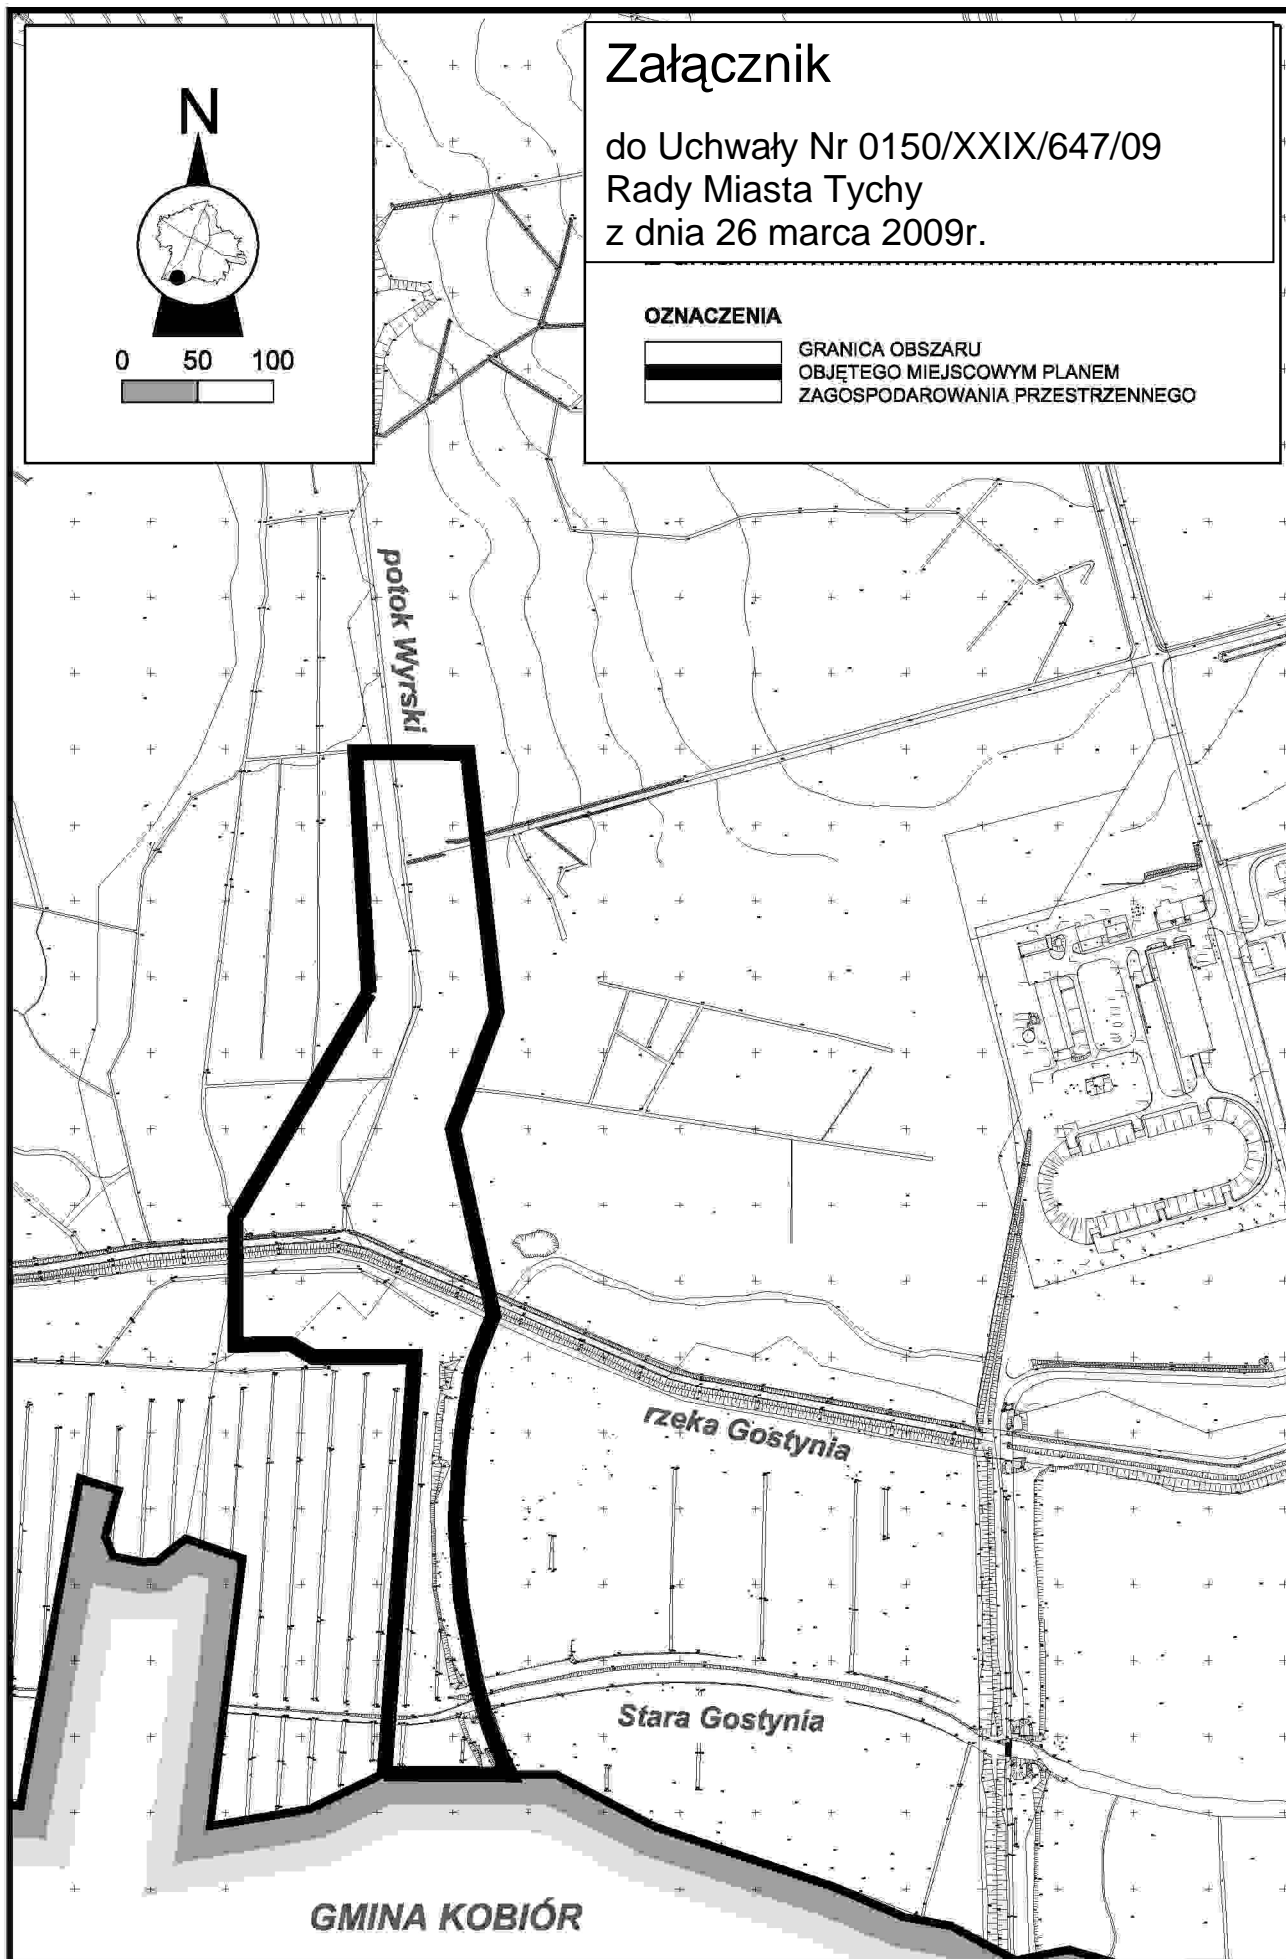 N
0 50 100
Załącznik
do Uchwały Nr 0150/XXIX/647/09
Rady Miasta Tychy
z dnia 26 marca 2009r.
OZNACZENIA
GRANICA OBSZARU
OBJĘTEGO MIEJSCOWYM PLANEM
ZAGOSPODAROWANIA PRZESTRZENNEGO
potok Wyrski
rzeka Gostynia
Stara Gostynia
GMINA KOBIÓR